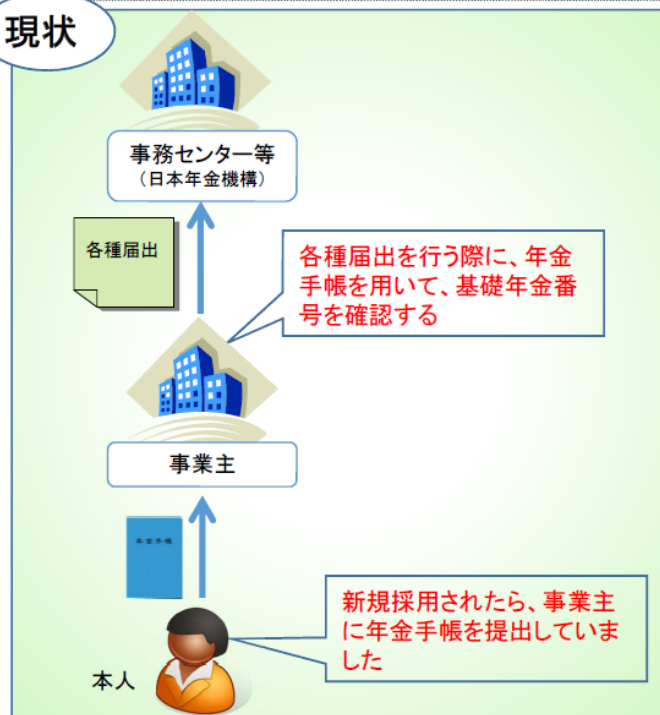 現状
事務センター等
（日本年金機構）
各種届出
各種届出を行う際に、年金
手帳を用いて、基礎年金番
号を確認する
事業主
年金手帳
新規採用されたら、事業主
に年金手帳を提出していま
した
本人